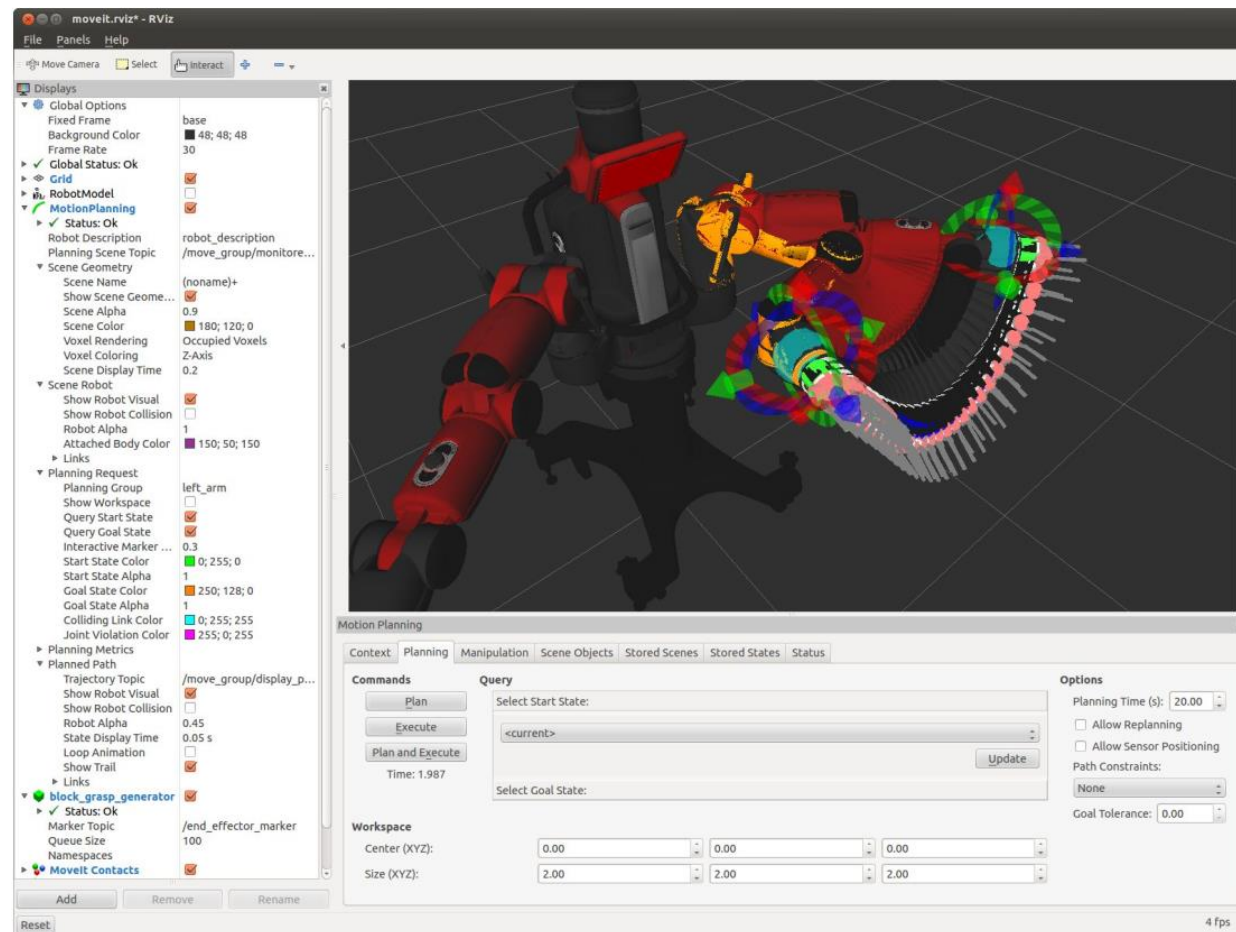 moveit.rviz* - RViz
File Panels Help
Move Camera Select Interact
Displays
Global Options
Fixed Frame base
Background Color 48; 48; 48
Frame Rate 30
Global Status: Ok
Grid
RobotModel
MotionPlanning
Status: Ok
Robot Description robot_description
Planning Scene Topic /move_group/monitore...
Scene Geometry
Scene Name (noname)+
Show Scene Geome...
Scene Alpha 0.9
Scene Color 180; 120; 0
Voxel Rendering Occupied Voxels
Voxel Coloring Z-Axis
Scene Display Time 0.2
Scene Robot
Show Robot Visual
Show Robot Collision
Robot Alpha 1
Attached Body Color 150; 50; 150
Links
Planning Request
Planning Group left_arm
Show Workspace
Query Start State
Query Goal State
Interactive Marker ... 0.3
Start State Color 0; 255; 0
Start State Alpha 1
Goal State Color 250; 128; 0
Goal State Alpha 1
Colliding Link Color 0; 255; 255
Joint Violation Color 255; 0; 255
Planning Metrics
Planned Path
Trajectory Topic /move_group/display_p...
Show Robot Visual
Show Robot Collision
Robot Alpha 0.45
State Display Time 0.05 s
Loop Animation
Show Trail
Links
block_grasp_generator
Status: Ok
Marker Topic /end_effector_marker
Queue Size 100
Namespaces
MoveIt Contacts
Add Remove Rename
Reset
Motion Planning
Context Planning Manipulation Scene Objects Stored Scenes Stored States Status
Commands
Plan
Execute
Plan and Execute
Time: 1.987
Query
Select Start State:
<current>
Update
Select Goal State:
Options
Planning Time (s): 20.00
Allow Replanning
Allow Sensor Positioning
Path Constraints:
None
Goal Tolerance: 0.00
Workspace
Center (XYZ): 0.00 0.00 0.00
Size (XYZ): 2.00 2.00 2.00
4 fps